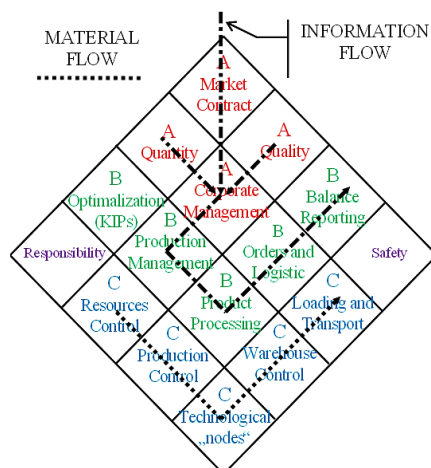 MATERIAL
FLOW
INFORMATION
FLOW
A
Market
Contract
A
Quantity
A
Quality
A
Corporate
Management
B
Optimalization
(KIPs)
B
Balance
Reporting
B
Production
Management
B
Orders and
Logistic
Responsibility
Safety
B
Product
Processing
C
Resources
Control
C
Loading and
Transport
C
Production
Control
C
Warehouse
Control
C
Technological
„nodes“